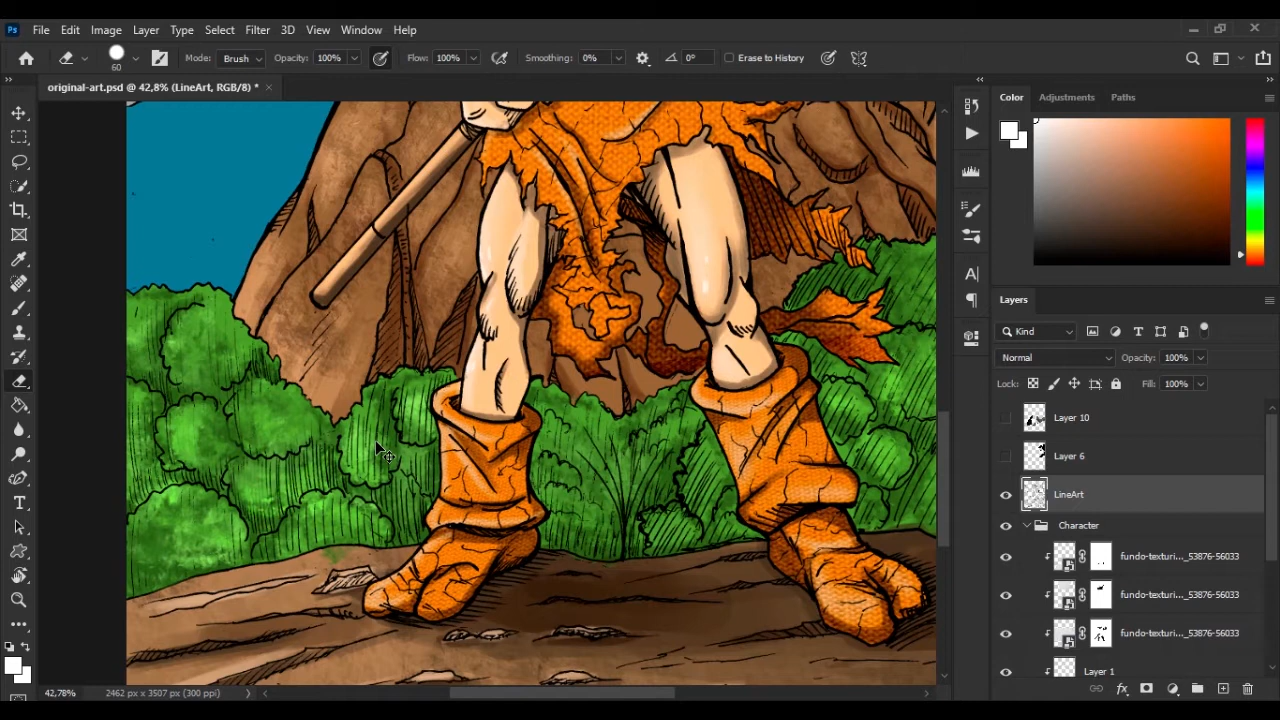 Ps File Edit Image Layer Type Select Filter 3D View Window Help
60 Mode: Brush Opacity: 100% Flow: 100% Smoothing: 0% 0° Erase to History
original-art.psd @ 42,8% (LineArt, RGB/8) *
Color Adjustments Paths
Layers
Kind
Normal Opacity: 100%
Lock: Fill: 100%
Layer 10
Layer 6
LineArt
Character
fundo-texturi..._53876-56033
fundo-texturi..._53876-56033
fundo-texturi..._53876-56033
Layer 1
42,78% 2462 px x 3507 px (300 ppi)